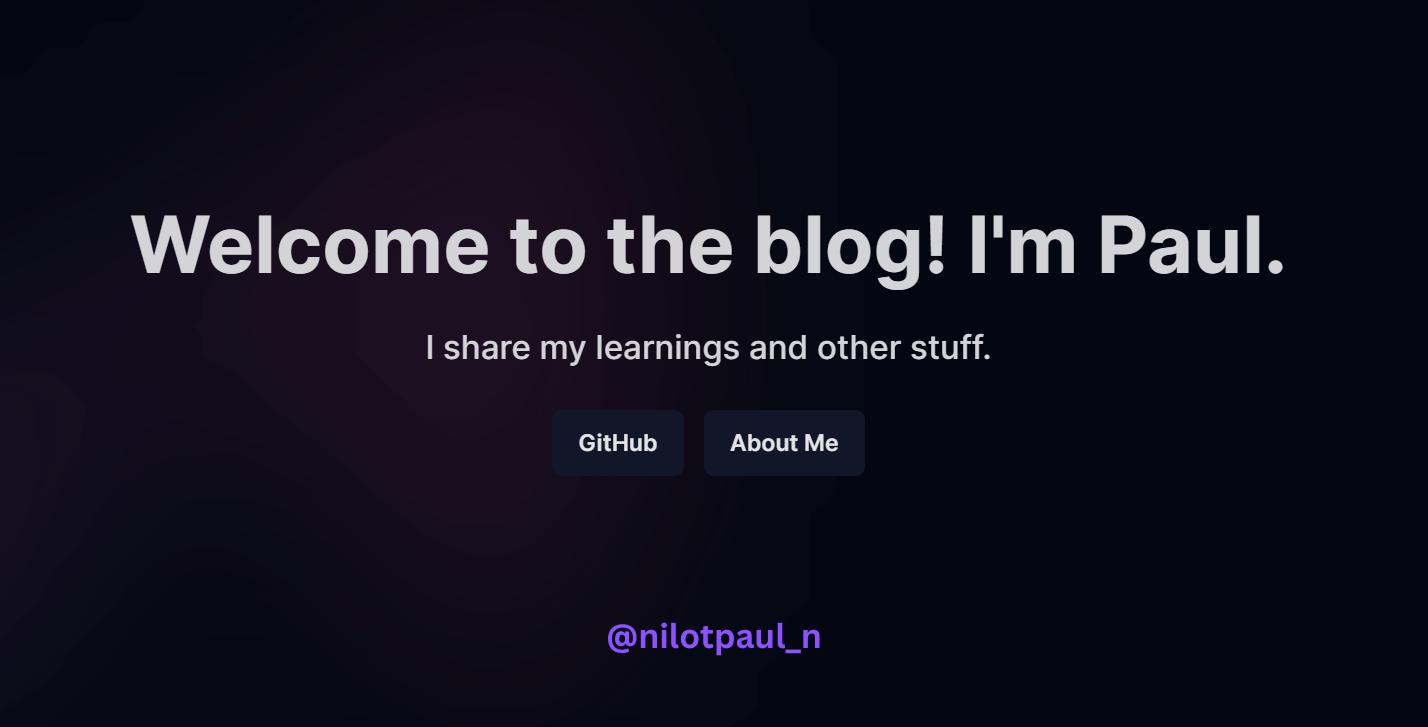 Welcome to the blog! I'm Paul.
I share my learnings and other stuff.
GitHub
About Me
@nilotpaul_n